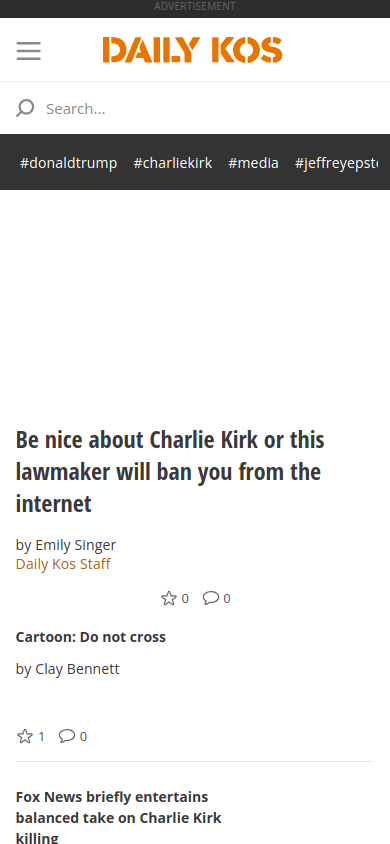 ADVERTISEMENT
DAILY KOS
Search...
#donaldtrump #charliekirk #media #jeffreyepst
Be nice about Charlie Kirk or this
lawmaker will ban you from the
internet
by Emily Singer
Daily Kos Staff
0 0
Cartoon: Do not cross
by Clay Bennett
1 0
Fox News briefly entertains
balanced take on Charlie Kirk
killing